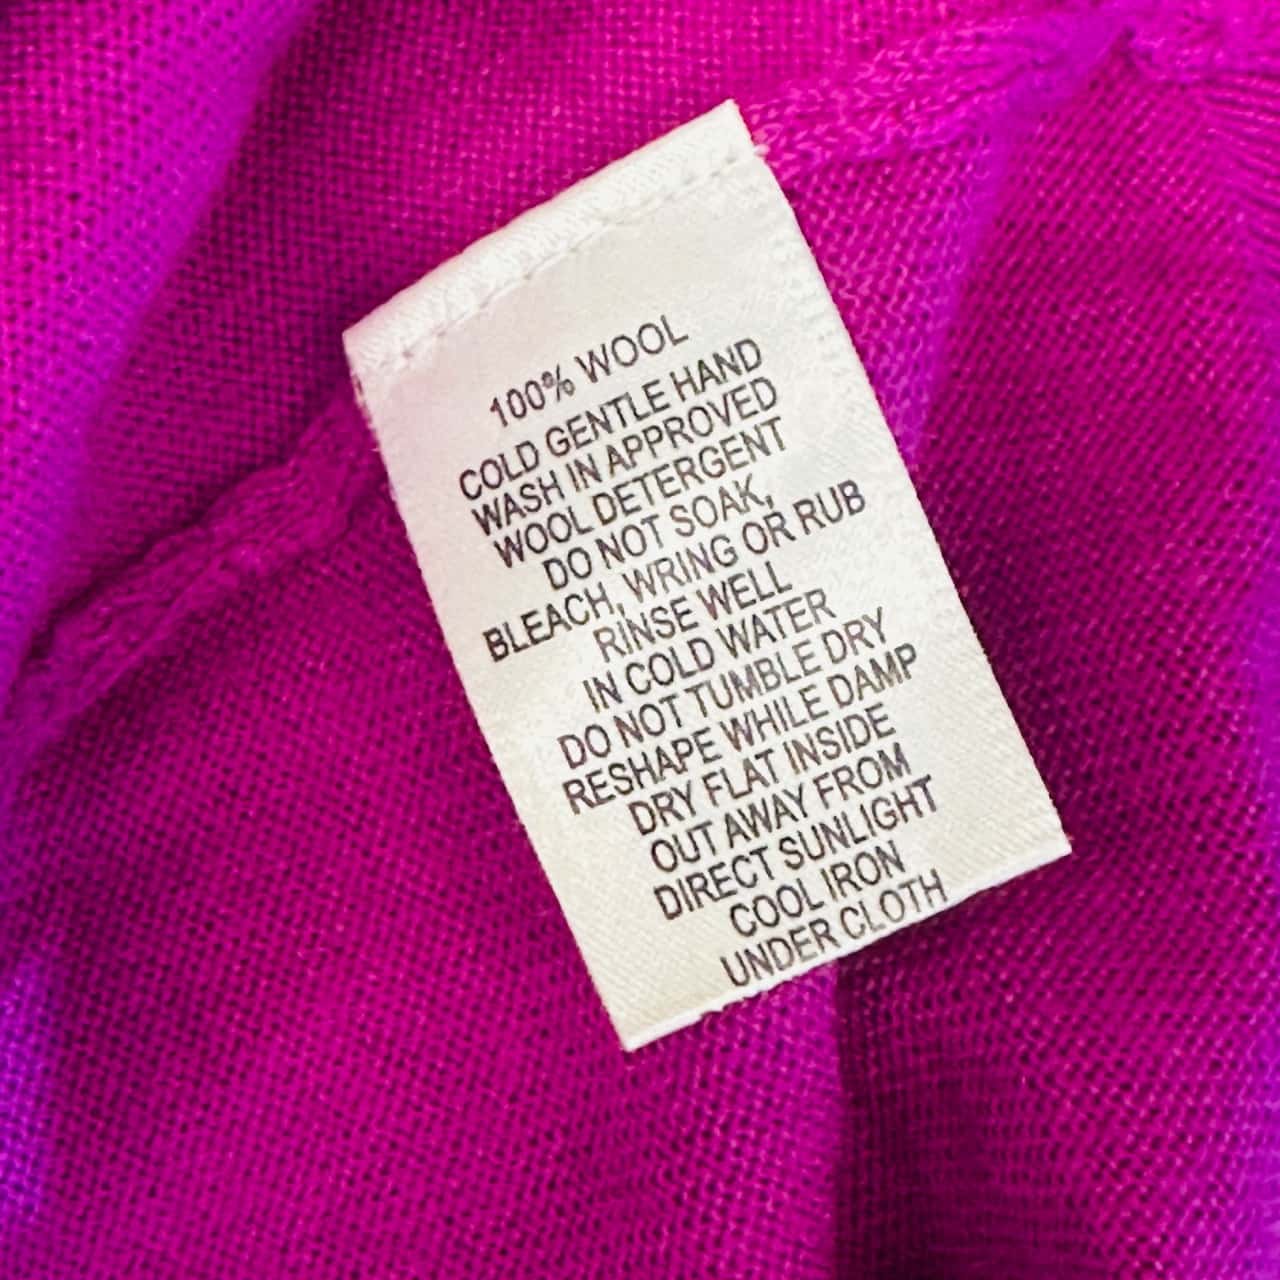 100% WOOL
COLD GENTLE HAND
WASH IN APPROVED
WOOL DETERGENT
DO NOT SOAK,
BLEACH, WRING OR RUB
RINSE WELL
IN COLD WATER
DO NOT TUMBLE DRY
RESHAPE WHILE DAMP
DRY FLAT INSIDE
OUT AWAY FROM
DIRECT SUNLIGHT
COOL IRON
UNDER CLOTH